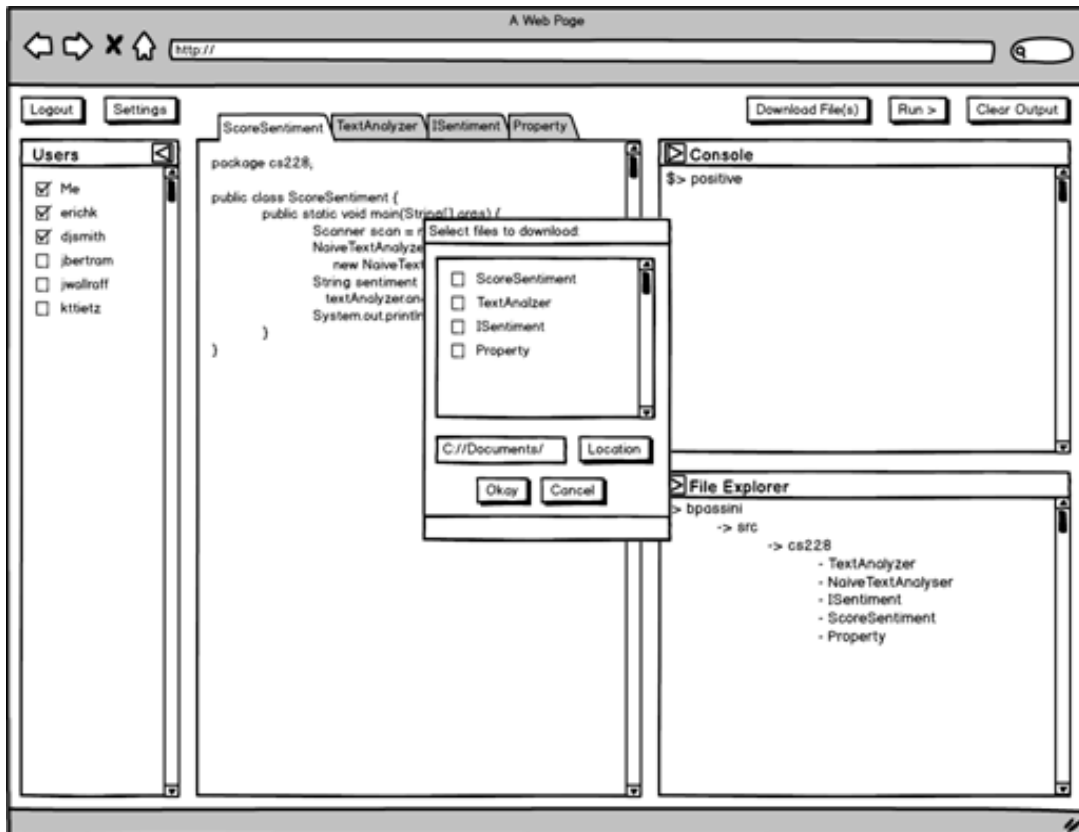 A Web Page
http://
Logout
Settings
Download File(s)
Run >
Clear Output
Users
Me
erichk
djsmith
jbertram
jwallraff
kttietz
ScoreSentiment
TextAnalyzer
ISentiment
Property
package cs228;
public class ScoreSentiment {
public static void main(String[] args) {
Scanner scan =
NaiveTextAnalyze
new NaiveText
String sentiment
textAnalyzer.an
System.out.println
}
}
Select files to download:
ScoreSentiment
TextAnalzer
ISentiment
Property
C://Documents/
Location
Okay
Cancel
Console
$> positive
File Explorer
> bpassini
-> src
-> cs228
- TextAnalyzer
- NaiveTextAnalyser
- ISentiment
- ScoreSentiment
- Property